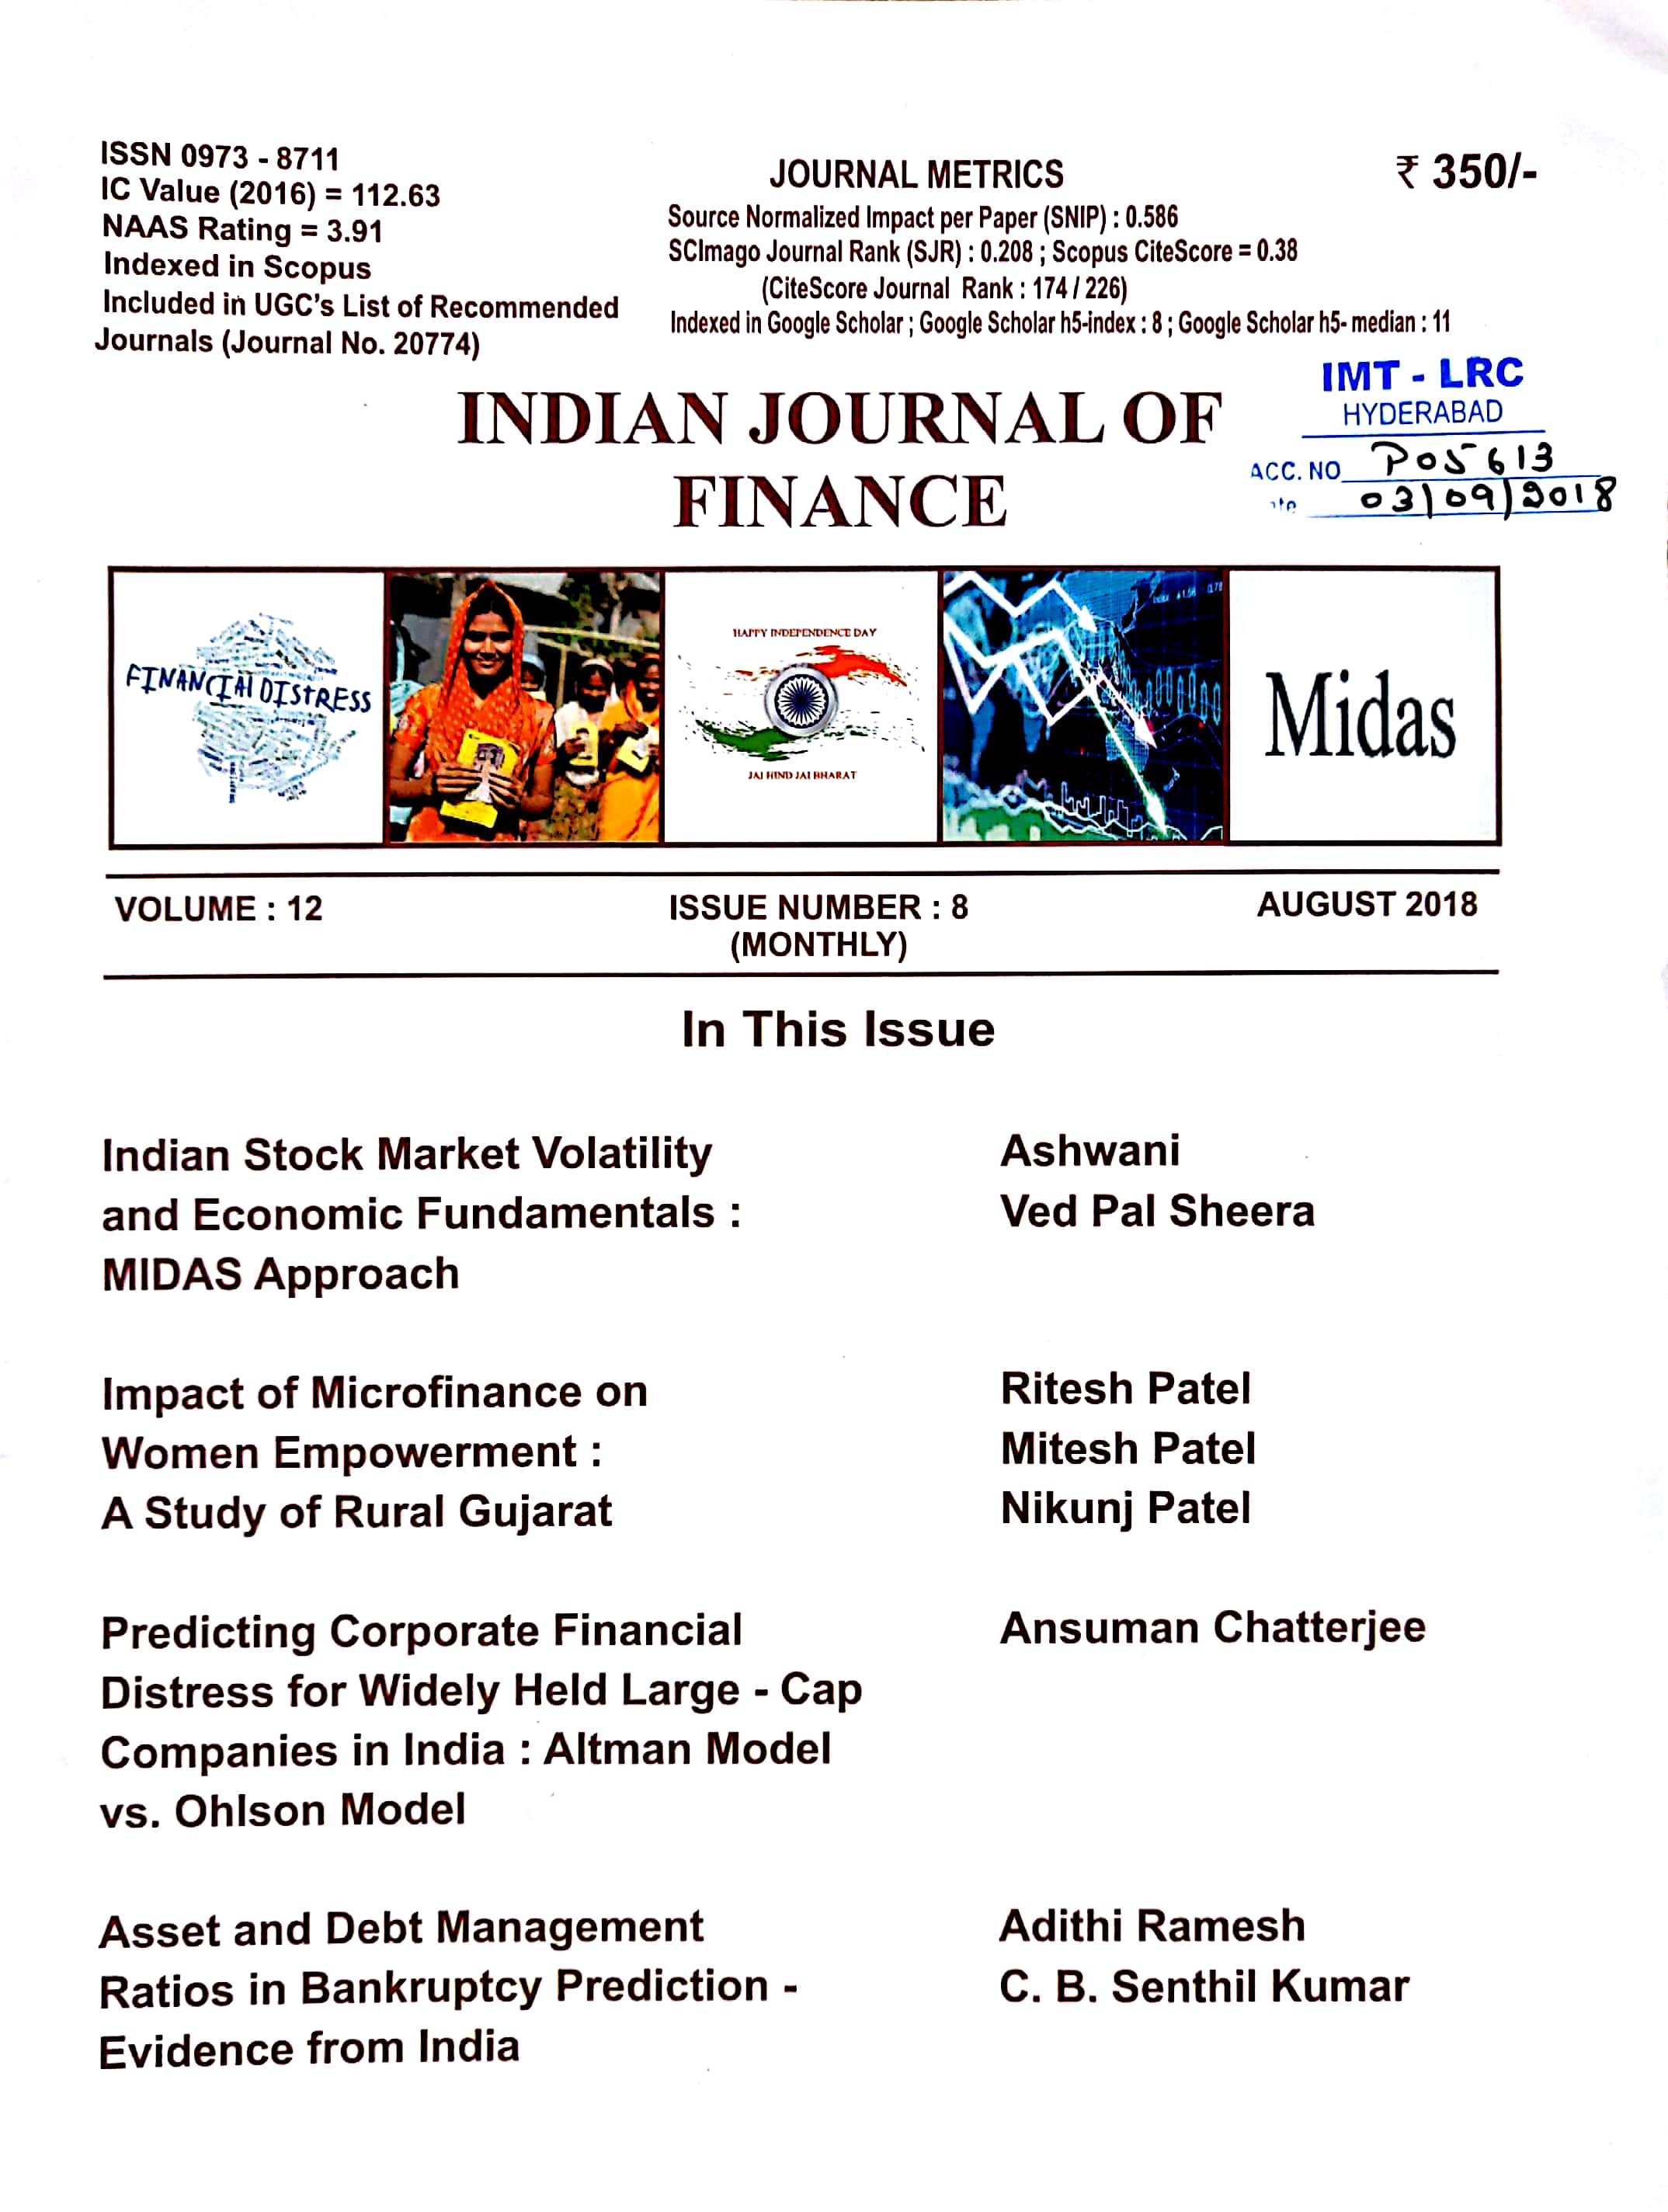 ISSN 0973 - 8711
IC Value (2016) = 112.63
NAAS Rating = 3.91
Indexed in Scopus
Included in UGC's List of Recommended
Journals (Journal No. 20774)
JOURNAL METRICS
Source Normalized Impact per Paper (SNIP) : 0.586
SCImago Journal Rank (SJR) : 0.208 ; Scopus CiteScore = 0.38
(CiteScore Journal Rank : 174 / 226)
Indexed in Google Scholar ; Google Scholar h5-index : 8 ; Google Scholar h5- median : 11
₹ 350/-
IMT - LRC
HYDERABAD
ACC. NO P05613
03/09/2018
INDIAN JOURNAL OF
FINANCE
FINANCIAL DISTRESS
HAPPY INDEPENDENCE DAY
JAI HIND JAI BHARAT
Midas
VOLUME : 12
ISSUE NUMBER : 8
(MONTHLY)
AUGUST 2018
In This Issue
Indian Stock Market Volatility
and Economic Fundamentals :
MIDAS Approach
Ashwani
Ved Pal Sheera
Impact of Microfinance on
Women Empowerment :
A Study of Rural Gujarat
Ritesh Patel
Mitesh Patel
Nikunj Patel
Predicting Corporate Financial
Distress for Widely Held Large - Cap
Companies in India : Altman Model
vs. Ohlson Model
Ansuman Chatterjee
Asset and Debt Management
Ratios in Bankruptcy Prediction -
Evidence from India
Adithi Ramesh
C. B. Senthil Kumar